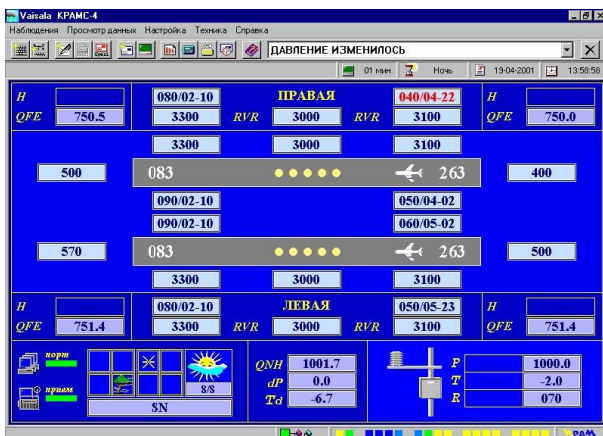 Vaisala КРАМС-4
Наблюдения Просмотр данных Настройка Техника Справка
ДАВЛЕНИЕ ИЗМЕНИЛОСЬ
01 мин Ночь 19-04-2001 13:58:58
H 080/02-10 ПРАВАЯ 040/04-22 H
QFE 750.5 3300 RVR 3000 RVR 3100 QFE 750.0
3300 3000 3100
500 083 263 400
090/02-10 050/04-02
090/02-10 060/05-02
570 083 263 500
3300 3000 3100
H 080/02-10 ЛЕВАЯ 050/05-23 H
QFE 751.4 3300 RVR 3000 RVR 3100 QFE 751.4
норм QNH 1001.7 P 1000.0
8/8 dP 0.0 T -2.0
прием SN Td -6.7 R 070